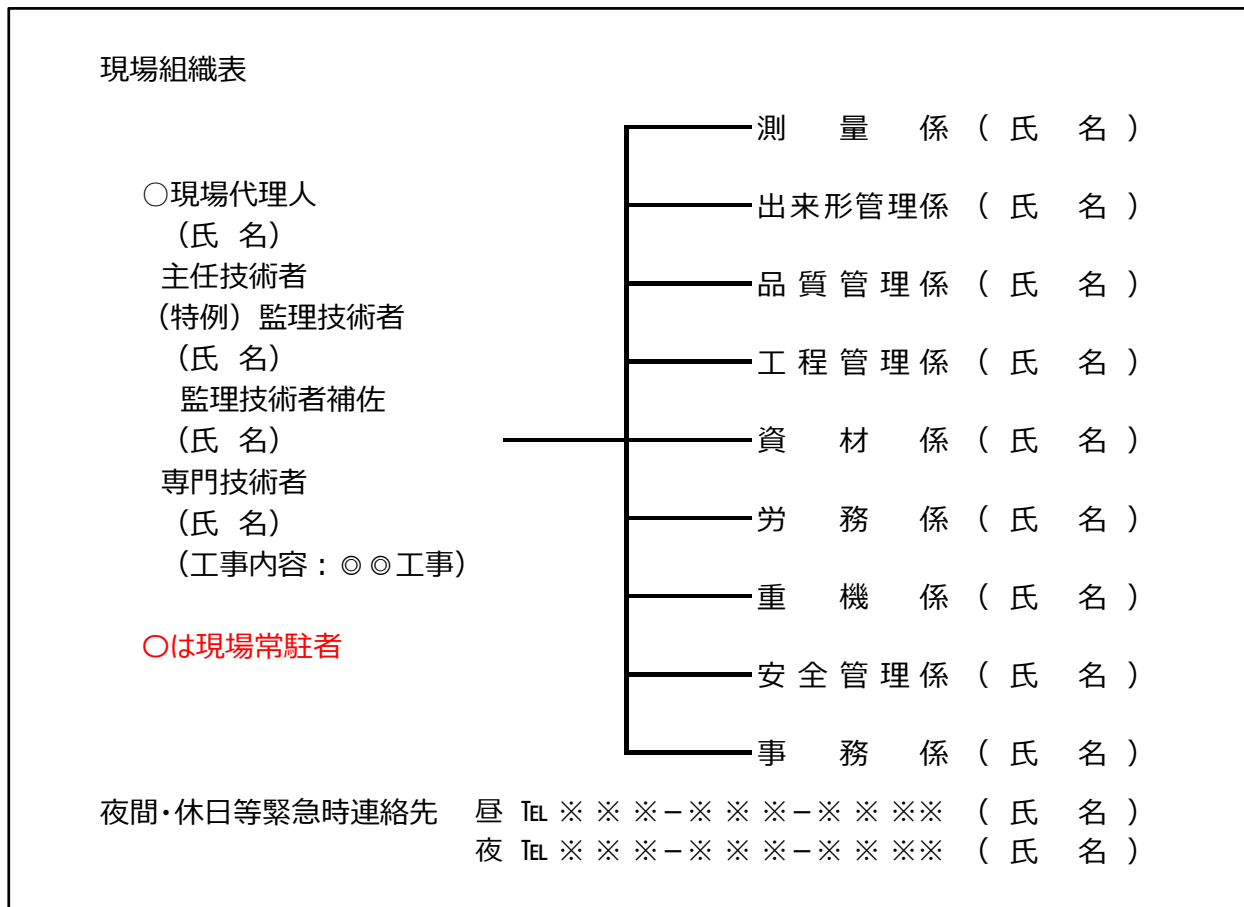 現場組織表
○現場代理人
（氏 名）
主任技術者
（特例）監理技術者
（氏 名）
監理技術者補佐
（氏 名）
専門技術者
（氏 名）
（工事内容：◎◎工事）
〇は現場常駐者
測量係（氏名）
出来形管理係（氏名）
品質管理係（氏名）
工程管理係（氏名）
資材係（氏名）
労務係（氏名）
重機係（氏名）
安全管理係（氏名）
事務係（氏名）
夜間・休日等緊急時連絡先 昼 ℡ ※※※－※※※－※※※※ （氏名）
夜 ℡ ※※※－※※※－※※※※ （氏名）